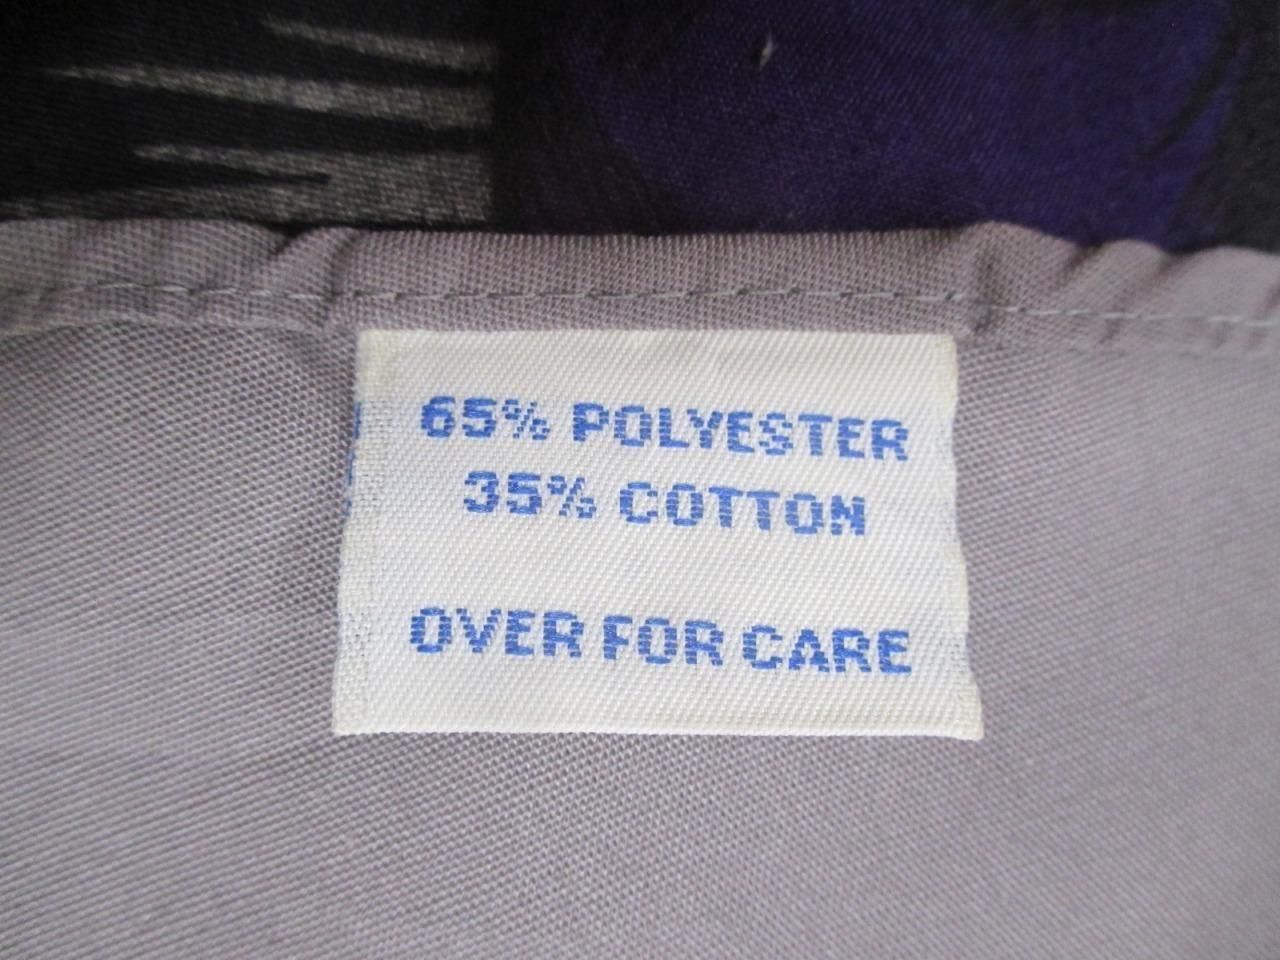 65% POLYESTER
35% COTTON
OVER FOR CARE